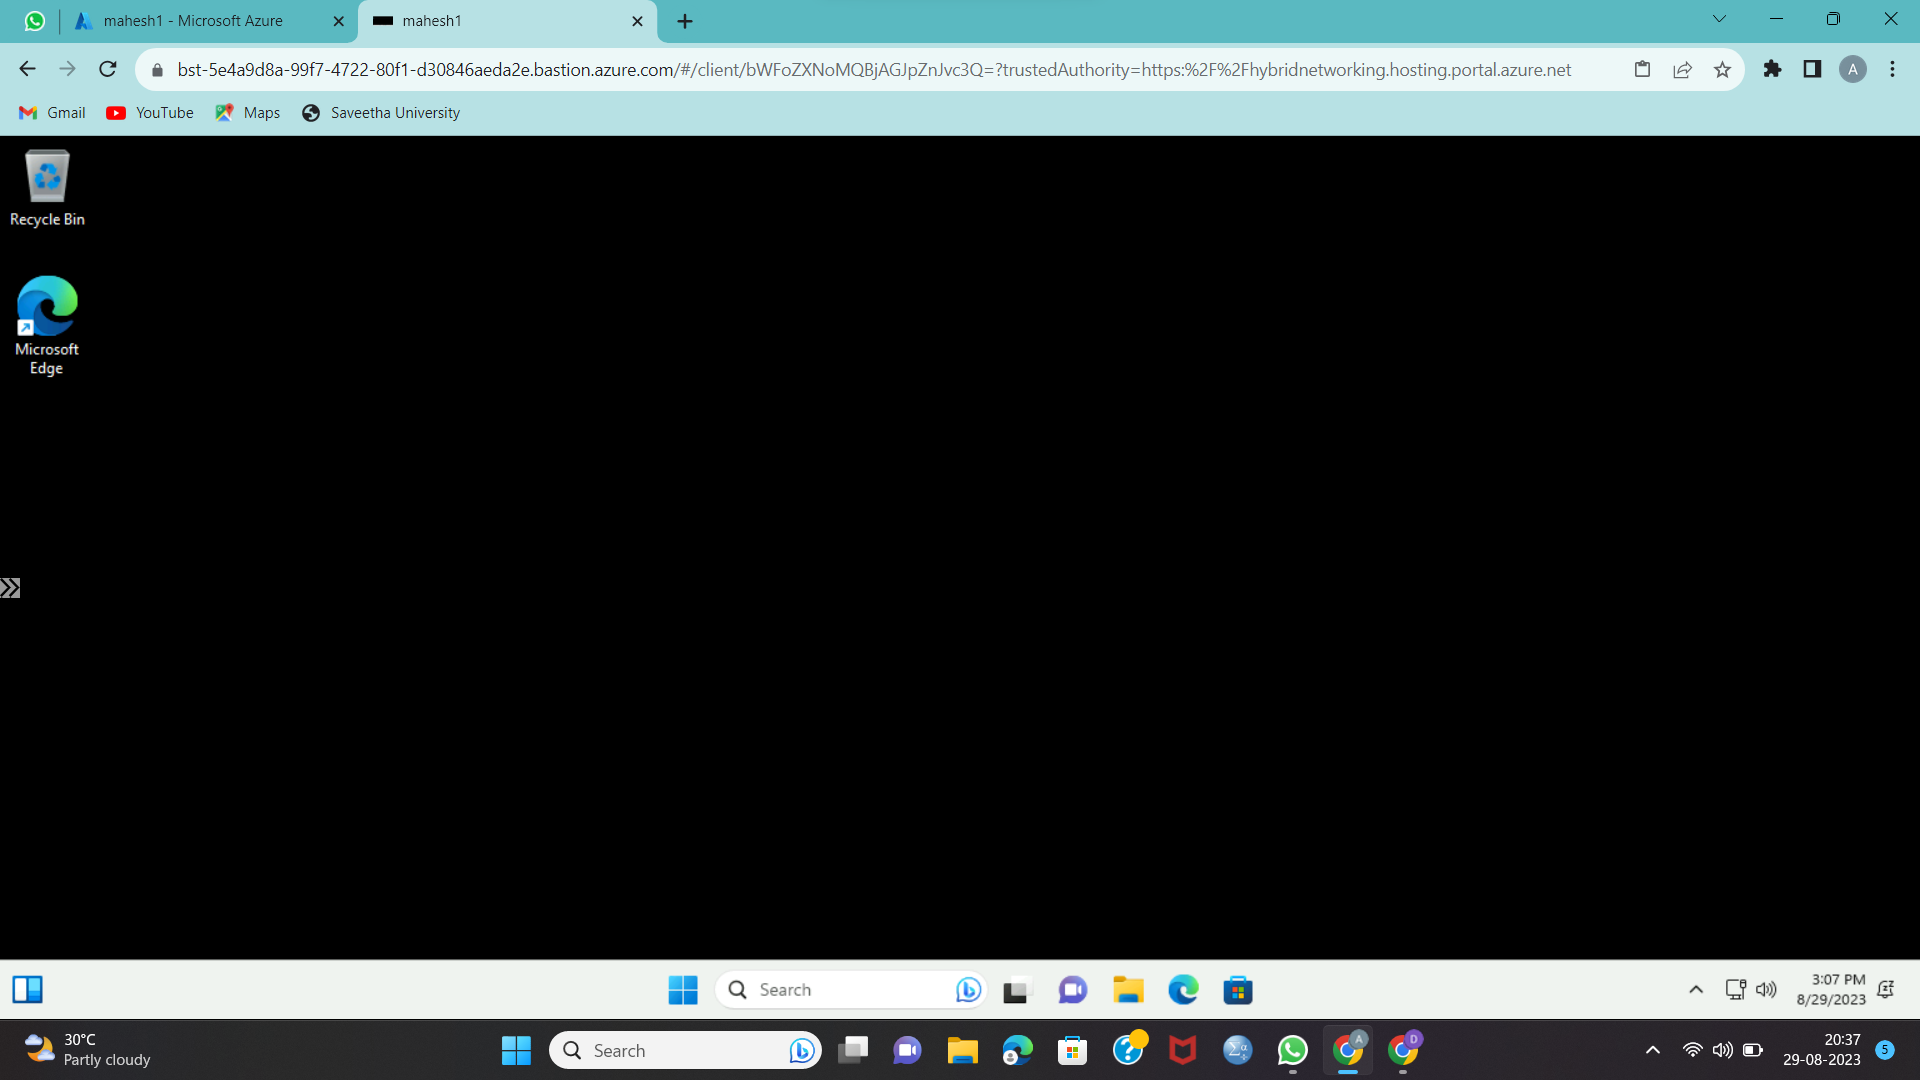 mahesh1 - Microsoft Azure
mahesh1
bst-5e4a9d8a-99f7-4722-80f1-d30846aeda2e.bastion.azure.com/#/client/bWFoZXNoMQBjAGJpZnJvc3Q=?trustedAuthority=https:%2F%2Fhybridnetworking.hosting.portal.azure.net
A
Gmail
YouTube
Maps
Saveetha University
Recycle Bin
Microsoft
Edge
Search
3:07 PM
8/29/2023
30°C
Partly cloudy
Search
A
D
20:37
29-08-2023
5